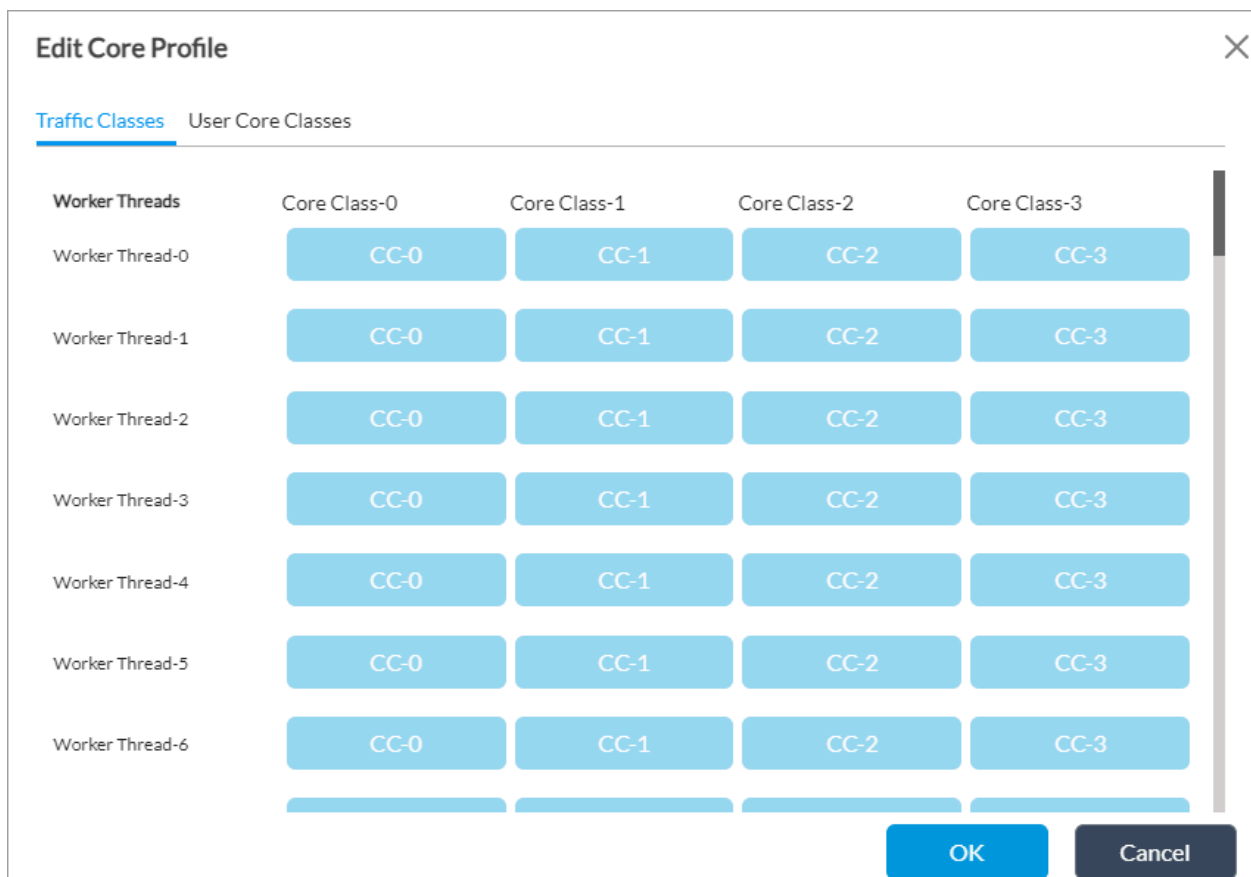 Edit Core Profile
Traffic Classes User Core Classes
Worker Threads Core Class-0 Core Class-1 Core Class-2 Core Class-3
Worker Thread-0 CC-0 CC-1 CC-2 CC-3
Worker Thread-1 CC-0 CC-1 CC-2 CC-3
Worker Thread-2 CC-0 CC-1 CC-2 CC-3
Worker Thread-3 CC-0 CC-1 CC-2 CC-3
Worker Thread-4 CC-0 CC-1 CC-2 CC-3
Worker Thread-5 CC-0 CC-1 CC-2 CC-3
Worker Thread-6 CC-0 CC-1 CC-2 CC-3
OK Cancel